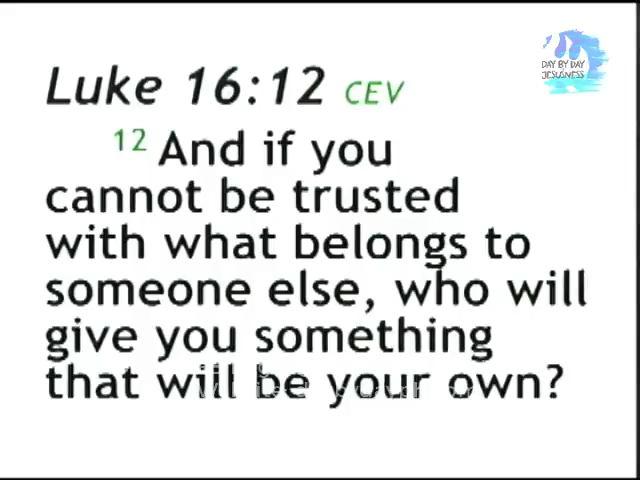 DAY BY DAY
JESUSNESS
Luke 16:12 CEV
12 And if you
cannot be trusted
with what belongs to
someone else, who will
give you something
that will be your own?